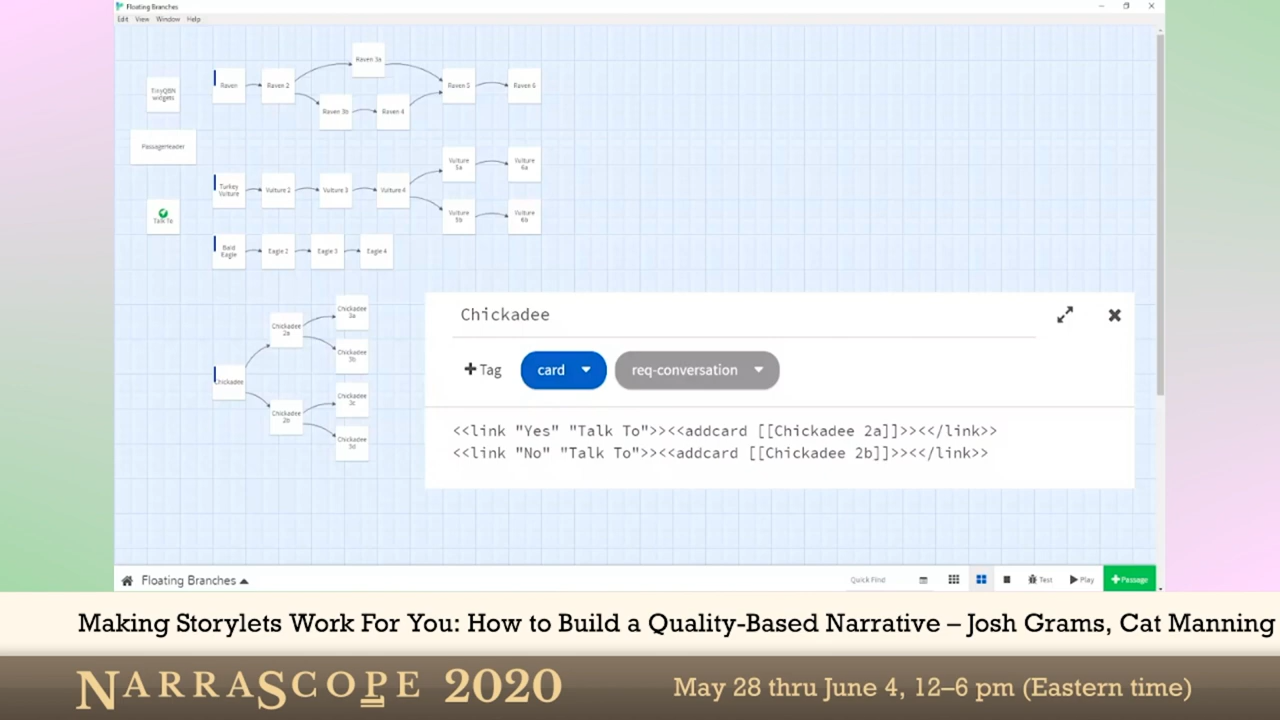 Floating Branches
Edit View Window Help
Raven 3a
TinyQBN
widgets
Raven
Raven 2
Raven 5
Raven 6
Raven 3b
Raven 4
PassageHeader
Vulture
5a
Vulture
6a
Turkey
Vulture
Vulture 2
Vulture 3
Vulture 4
Talk To
Vulture
5b
Vulture
6b
Bald
Eagle
Eagle 2
Eagle 3
Eagle 4
Chickadee
3a
Chickadee
2a
Chickadee
3b
Chickadee
Chickadee
3c
Chickadee
2b
Chickadee
3d
Chickadee
+ Tag card req-conversation
<<link "Yes" "Talk To">><<addcard [[Chickadee 2a]]>><</link>>
<<link "No" "Talk To">><<addcard [[Chickadee 2b]]>><</link>>
Floating Branches
Quick Find
Test
Play
+Passage
Making Storylets Work For You: How to Build a Quality-Based Narrative – Josh Grams, Cat Manning
NARRASCOPE 2020
May 28 thru June 4, 12–6 pm (Eastern time)